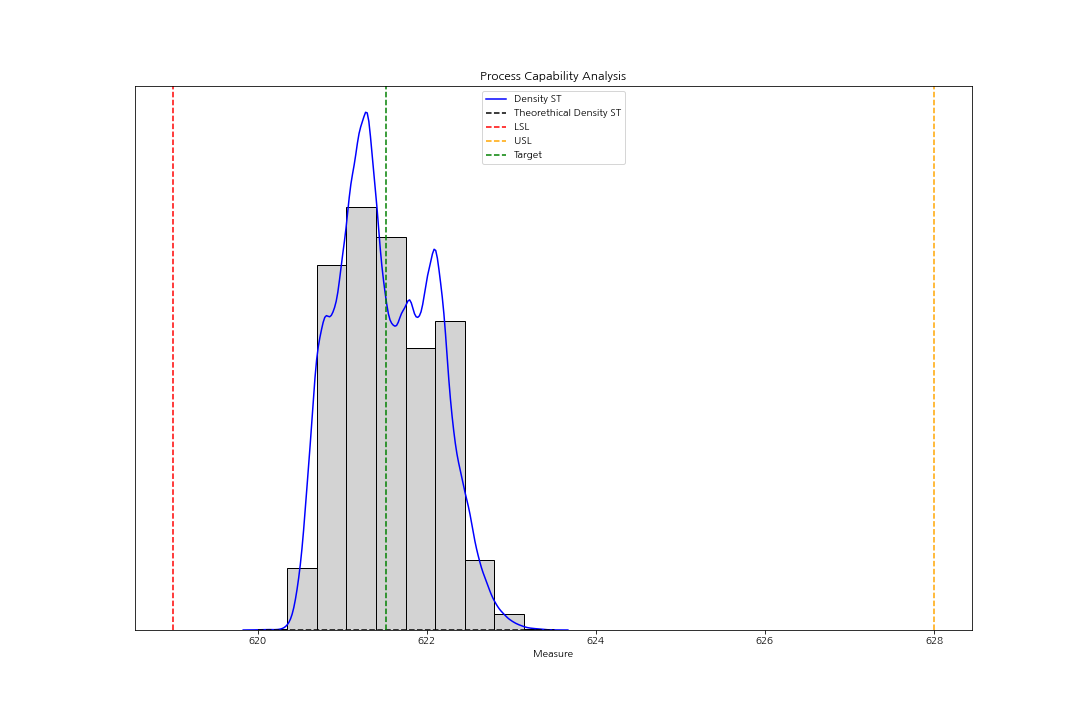 Process Capability Analysis
Density ST
Theorethical Density ST
LSL
USL
Target
620 622 624 626 628
Measure